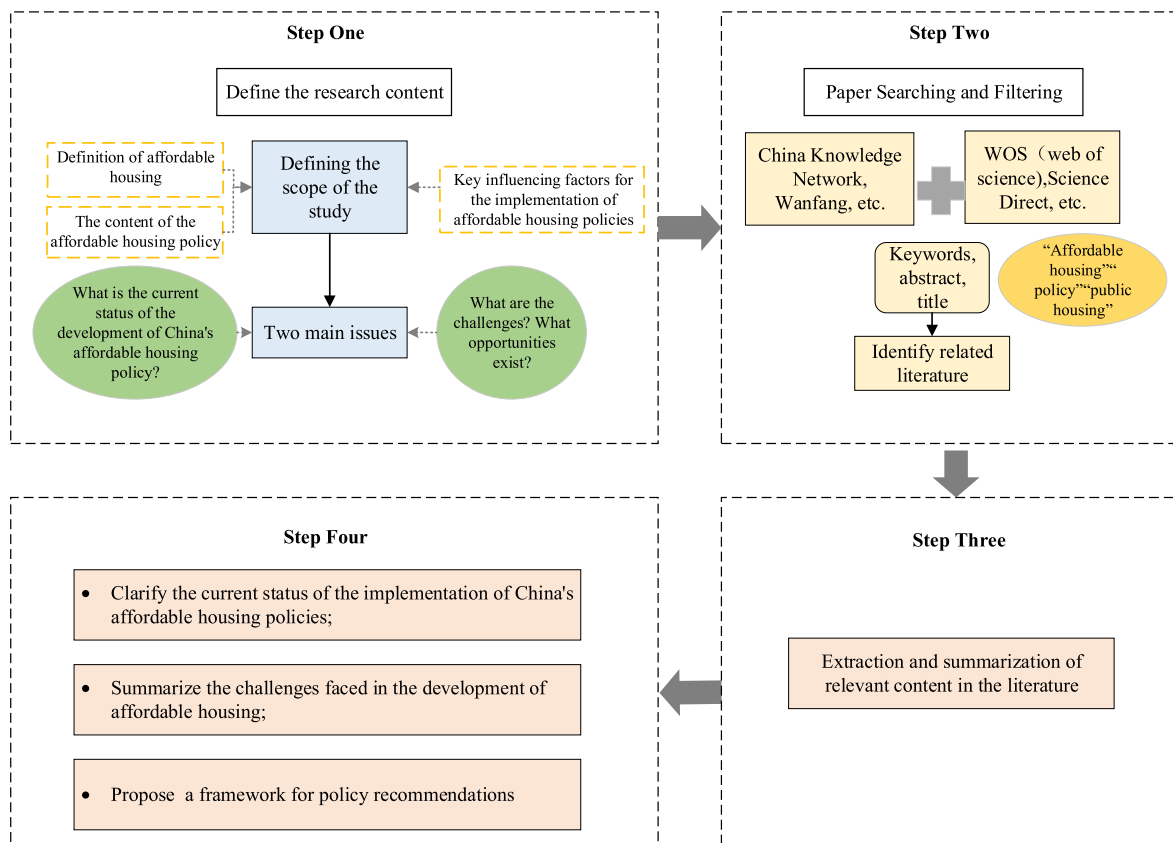 Step One
Define the research content
Definition of affordable
housing
The content of the
affordable housing policy
Defining the
scope of the
study
Key influencing factors for
the implementation of
affordable housing policies
What is the current
status of the
development of China's
affordable housing
policy?
Two main issues
What are the
challenges? What
opportunities
exist?
Step Two
Paper Searching and Filtering
China Knowledge
Network,
Wanfang, etc.
WOS（web of
science),Science
Direct, etc.
Keywords,
abstract,
title
“Affordable
housing”“
policy”“public
housing”
Identify related
literature
Step Three
Extraction and summarization of
relevant content in the literature
Step Four
• Clarify the current status of the implementation of China's
affordable housing policies;
• Summarize the challenges faced in the development of
affordable housing;
• Propose a framework for policy recommendations